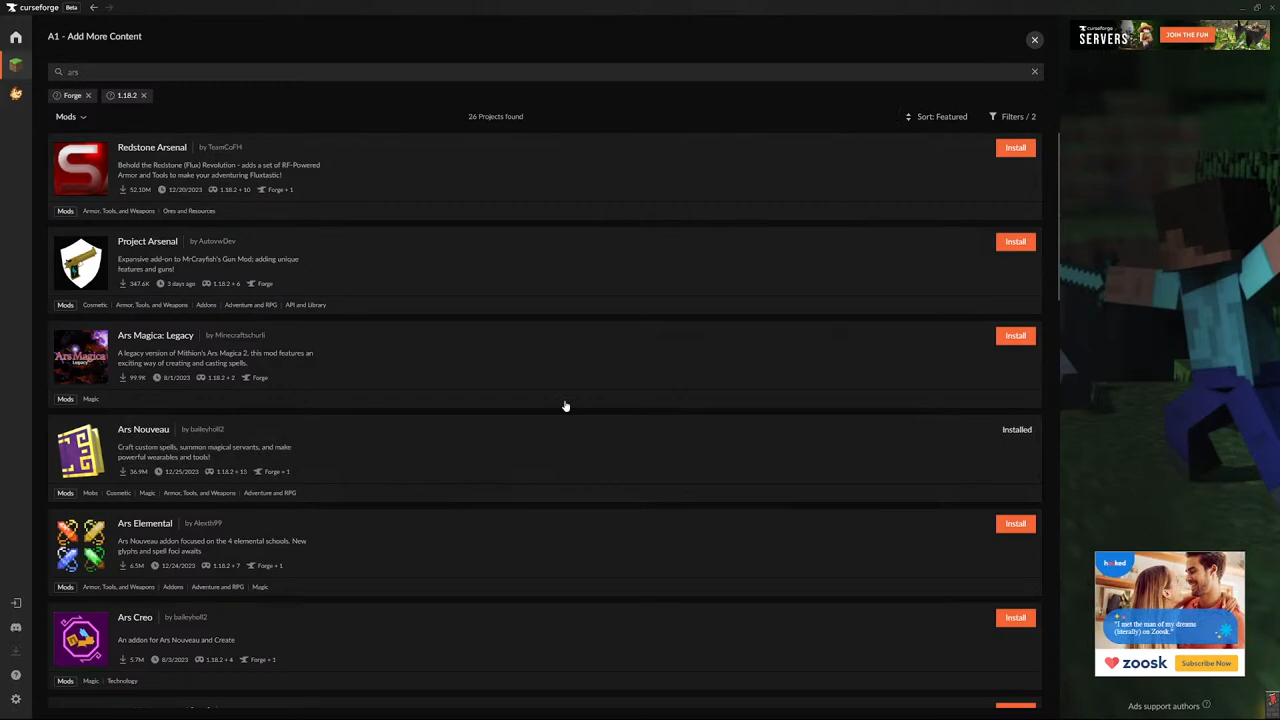 curseforge Beta
A1 - Add More Content
ars
Forge
1.18.2
Mods
26 Projects found
Sort: Featured
Filters / 2
Redstone Arsenal by TeamCoFH
Install
Behold the Redstone (Flux) Revolution - adds a set of RF-Powered
Armor and Tools to make your adventuring Fluxtastic!
52.10M 12/20/2023 1.18.2 + 10 Forge + 1
Mods Armor, Tools, and Weapons Ores and Resources
Project Arsenal by AutovwDev
Install
Expansive add-on to MrCrayfish's Gun Mod; adding unique
features and guns!
347.6K 3 days ago 1.18.2 + 6 Forge
Mods Cosmetic Armor, Tools, and Weapons Addons Adventure and RPG API and Library
Ars Magica: Legacy by Minecraftschurli
Install
A legacy version of Mithion's Ars Magica 2, this mod features an
exciting way of creating and casting spells.
99.9K 8/1/2023 1.18.2 + 2 Forge
Mods Magic
Ars Nouveau by baileyholl2
Installed
Craft custom spells, summon magical servants, and make
powerful wearables and tools!
36.9M 12/25/2023 1.18.2 + 13 Forge + 1
Mods Mobs Cosmetic Magic Armor, Tools, and Weapons Adventure and RPG
Ars Elemental by Alexth99
Install
Ars Nouveau addon focused on the 4 elemental schools. New
glyphs and spell foci awaits
6.5M 12/24/2023 1.18.2 + 7 Forge + 1
Mods Armor, Tools, and Weapons Addons Adventure and RPG Magic
Ars Creo by baileyholl2
Install
An addon for Ars Nouveau and Create
5.7M 8/3/2023 1.18.2 + 4 Forge + 1
Mods Magic Technology
Ars Magica
Legacy
CURSEFORGE
SERVERS
JOIN THE FUN
hooked
"I met the man of my dreams
(literally) on Zoosk."
zoosk
Subscribe Now
Ads support authors